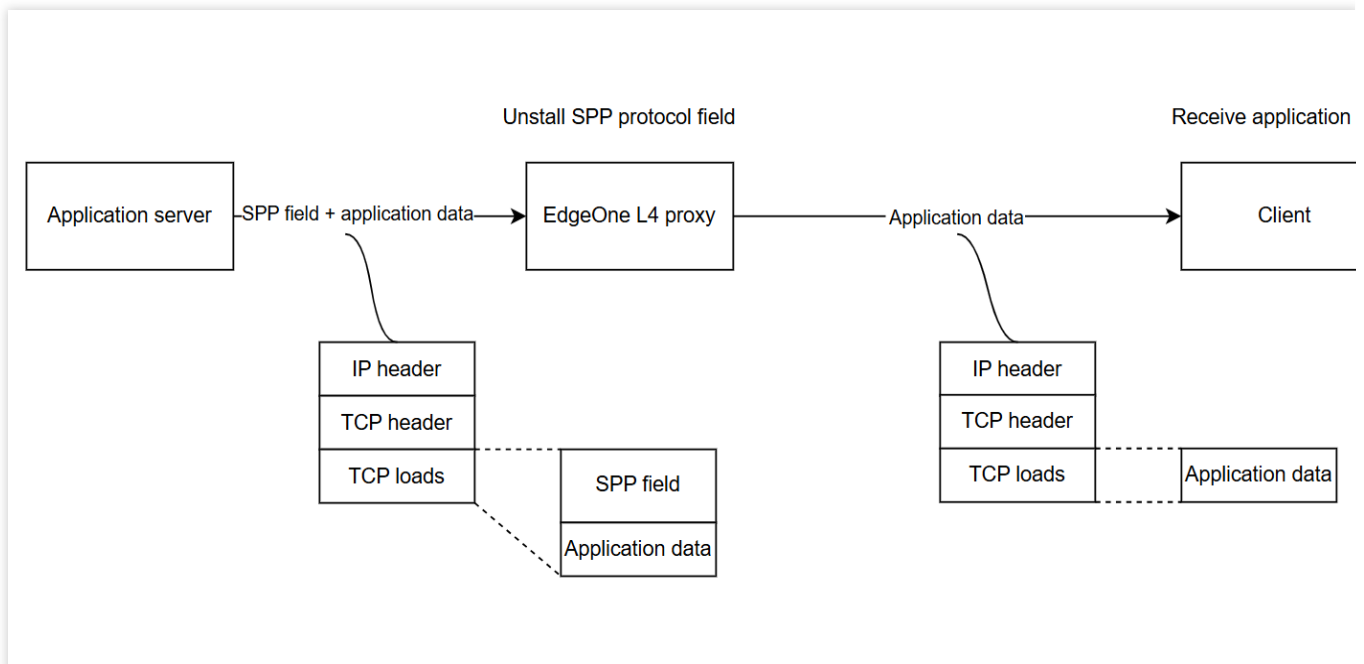 Unstall SPP protocol field
Receive application
Application server
SPP field + application data
EdgeOne L4 proxy
Application data
Client
IP header
TCP header
TCP loads
SPP field
Application data
IP header
TCP header
TCP loads
Application data